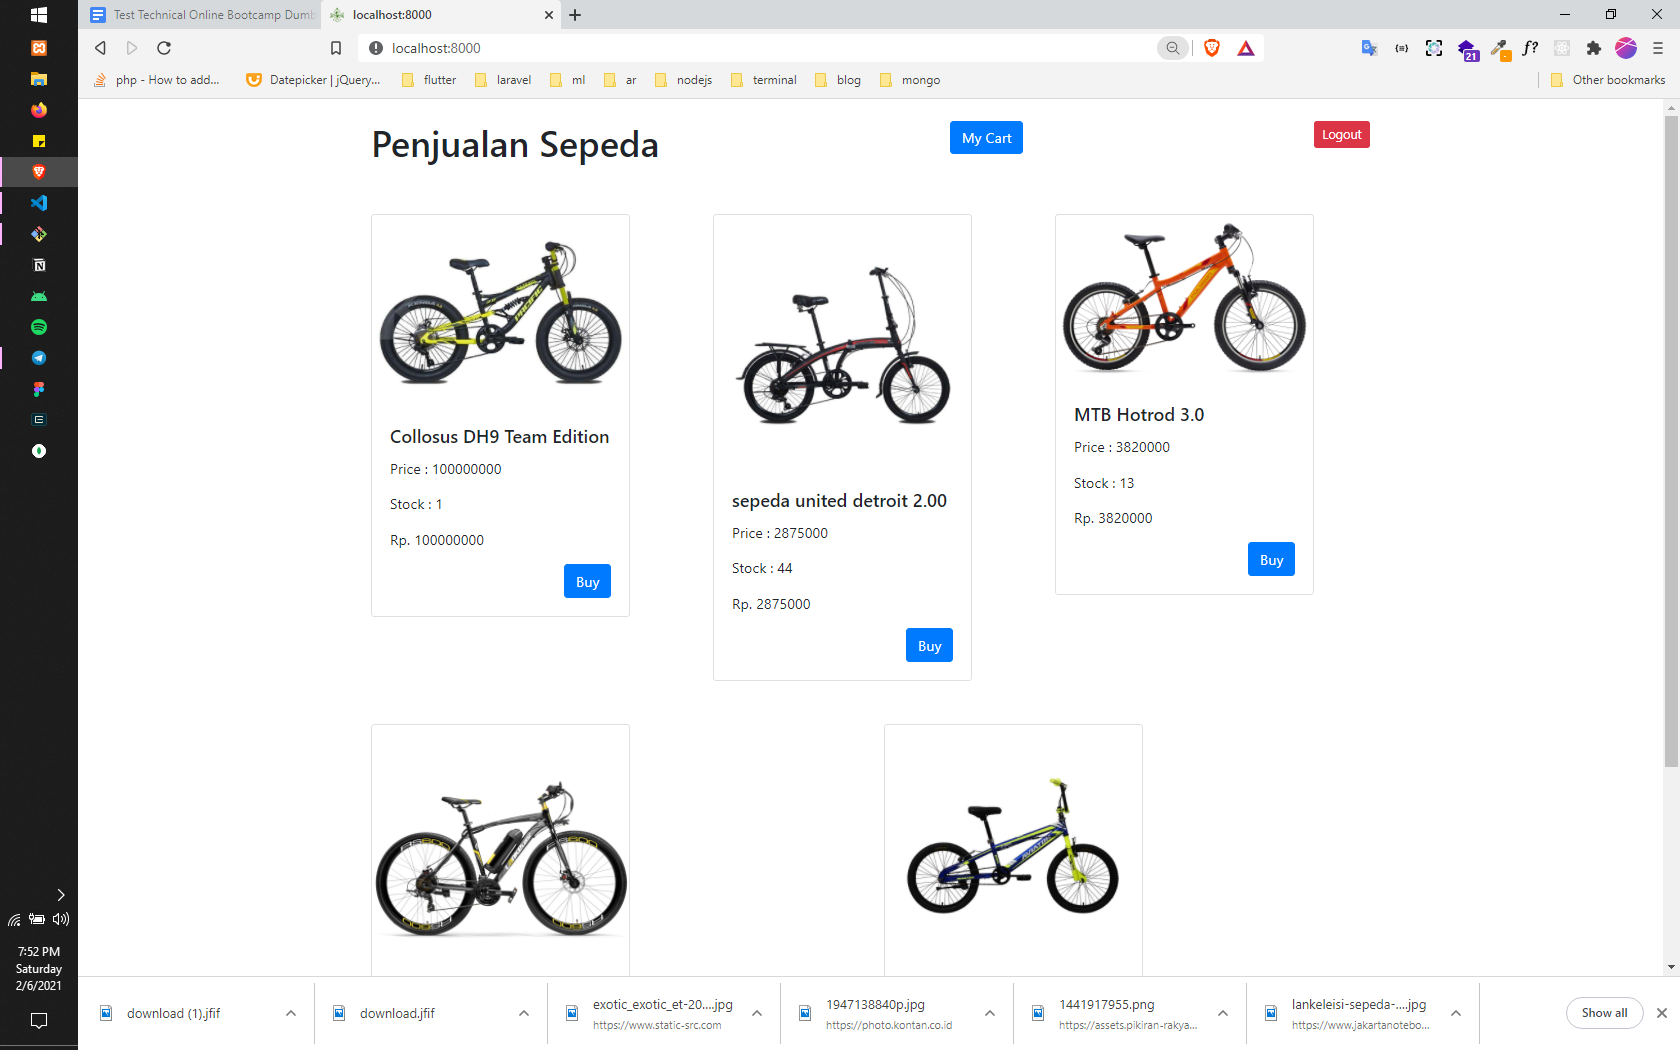 Test Technical Online Bootcamp Dumb
localhost:8000
localhost:8000
21
f?
php - How to add...
Datepicker | jQuery...
flutter
laravel
ml
ar
nodejs
terminal
blog
mongo
Other bookmarks
Penjualan Sepeda
My Cart
Logout
PACIFIC
Collosus DH9 Team Edition
Price : 100000000
Stock : 1
Rp. 100000000
Buy
sepeda united detroit 2.00
Price : 2875000
Stock : 44
Rp. 2875000
Buy
MTB Hotrod 3.0
Price : 3820000
Stock : 13
Rp. 3820000
Buy
7:52 PM
Saturday
2/6/2021
download (1).jfif
download.jfif
exotic_exotic_et-20....jpg
https://www.static-src.com
1947138840p.jpg
https://photo.kontan.co.id
1441917955.png
https://assets.pikiran-rakya...
lankeleisi-sepeda-....jpg
https://www.jakartanotebo...
Show all